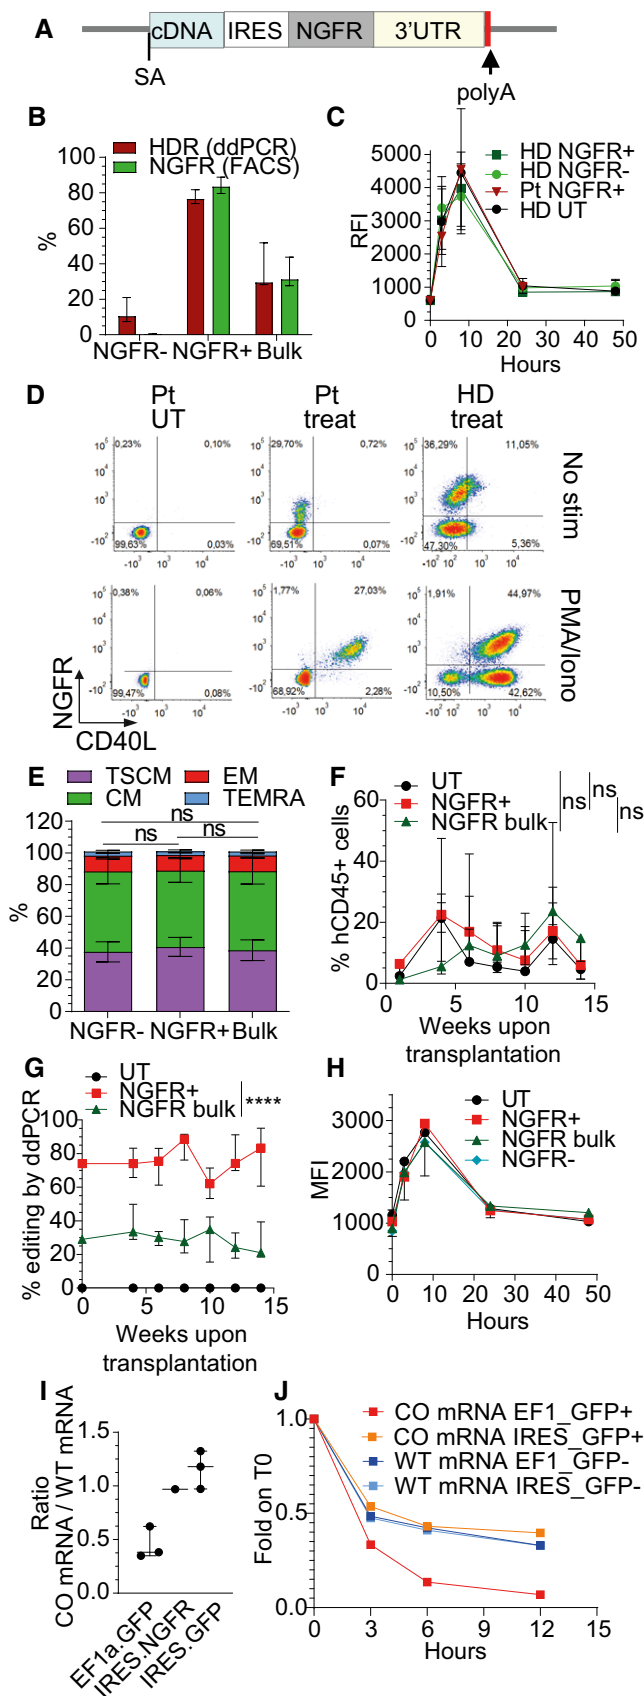 A
cDNA IRES NGFR 3'UTR
SA
polyA
B
HDR (ddPCR)
NGFR (FACS)
100
80
60
40
20
0
%
NGFR- NGFR+ Bulk
C
HD NGFR+
HD NGFR-
Pt NGFR+
HD UT
5000
4000
3000
2000
1000
0
RFI
0 10 20 30 40 50
Hours
D
Pt UT
Pt treat
HD treat
0,23% 0,10%
99,63% 0,03%
29,70% 0,72%
69,51% 0,07%
36,29% 11,05%
47,30% 5,36%
No stim
0,38% 0,06%
99,47% 0,08%
1,77% 27,03%
68,92% 2,28%
1,91% 44,97%
10,50% 42,62%
PMA/Iono
NGFR
CD40L
E
TSCM EM
CM TEMRA
ns
ns ns
120
100
80
60
40
20
0
%
NGFR- NGFR+ Bulk
F
UT
NGFR+
NGFR bulk
ns
ns
ns
60
40
20
0
% hCD45+ cells
0 5 10 15
Weeks upon
transplantation
G
UT
NGFR+
NGFR bulk
****
100
80
60
40
20
0
% editing by ddPCR
0 5 10 15
Weeks upon
transplantation
H
UT
NGFR+
NGFR bulk
NGFR-
3000
2000
1000
0
MFI
0 10 20 30 40 50
Hours
I
1.5
1.0
0.5
0.0
Ratio
CO mRNA / WT mRNA
EF1a.GFP
IRES.NGFR
IRES.GFP
J
CO mRNA EF1_GFP+
CO mRNA IRES_GFP+
WT mRNA EF1_GFP-
WT mRNA IRES_GFP-
1.0
0.5
0.0
Fold on T0
0 3 6 9 12 15
Hours